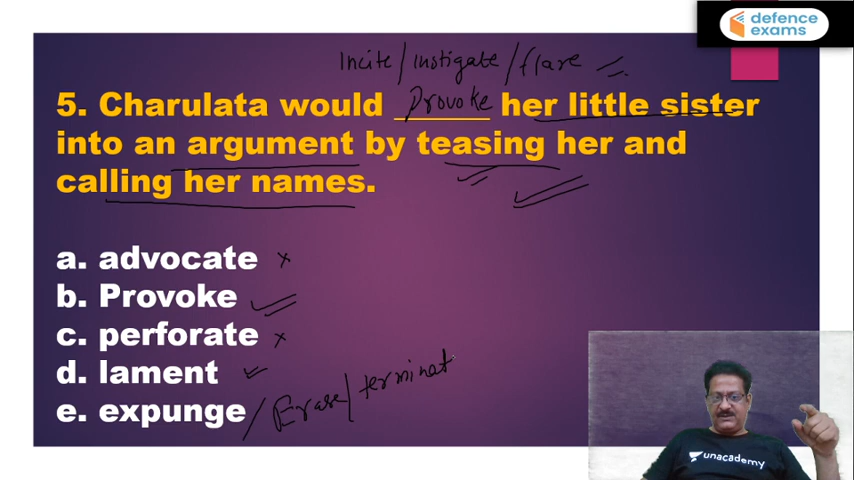 defence
exams
Incite/instigate/flare
5. Charulata would Provoke her little sister
into an argument by teasing her and
calling her names.
a. advocate
b. Provoke
c. perforate
d. lament
e. expunge / Erase/terminat
unacademy